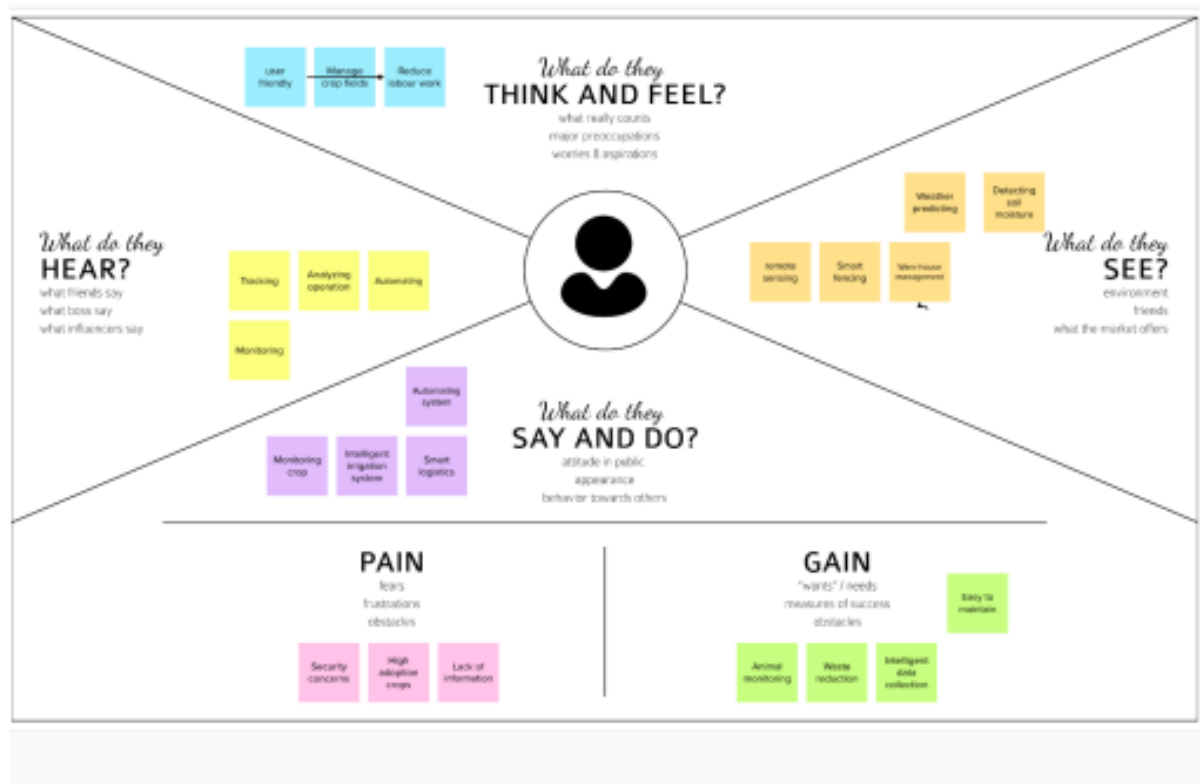 user
friendly
Manage
crop fields
Reduce
labour work
What do they
THINK AND FEEL?
what really counts
major preoccupations
worries & aspirations
What do they
HEAR?
what friends say
what boss say
what influencers say
Tracking
Analyzing
operation
Automating
Monitoring
Weather
predicting
Detecting
soil
moisture
remote
sensing
Smart
fencing
Ware house
management
What do they
SEE?
environment
friends
what the market offers
Automating
system
Monitoring
crop
Intelligent
irrigation
system
Smart
logistics
What do they
SAY AND DO?
attitude in public
appearance
behavior towards others
PAIN
fears
frustrations
obstacles
Security
concerns
High
adoption
crops
Lack of
information
GAIN
"wants" / needs
measures of success
obstacles
Easy to
maintain
Animal
monitoring
Waste
reduction
Intelligent
data
collection